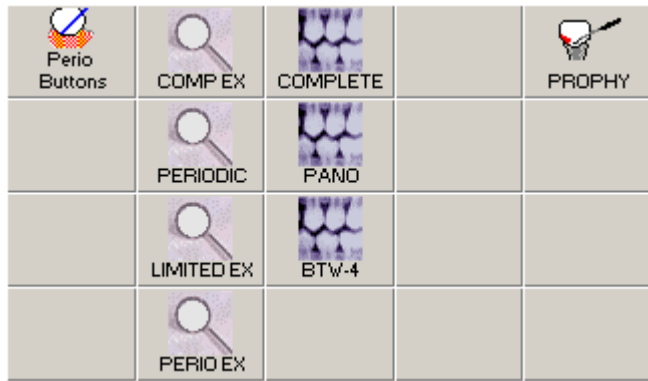 Perio
Buttons
COMP EX
COMPLETE
PROPHY
PERIODIC
PANO
LIMITED EX
BTW-4
PERIO EX